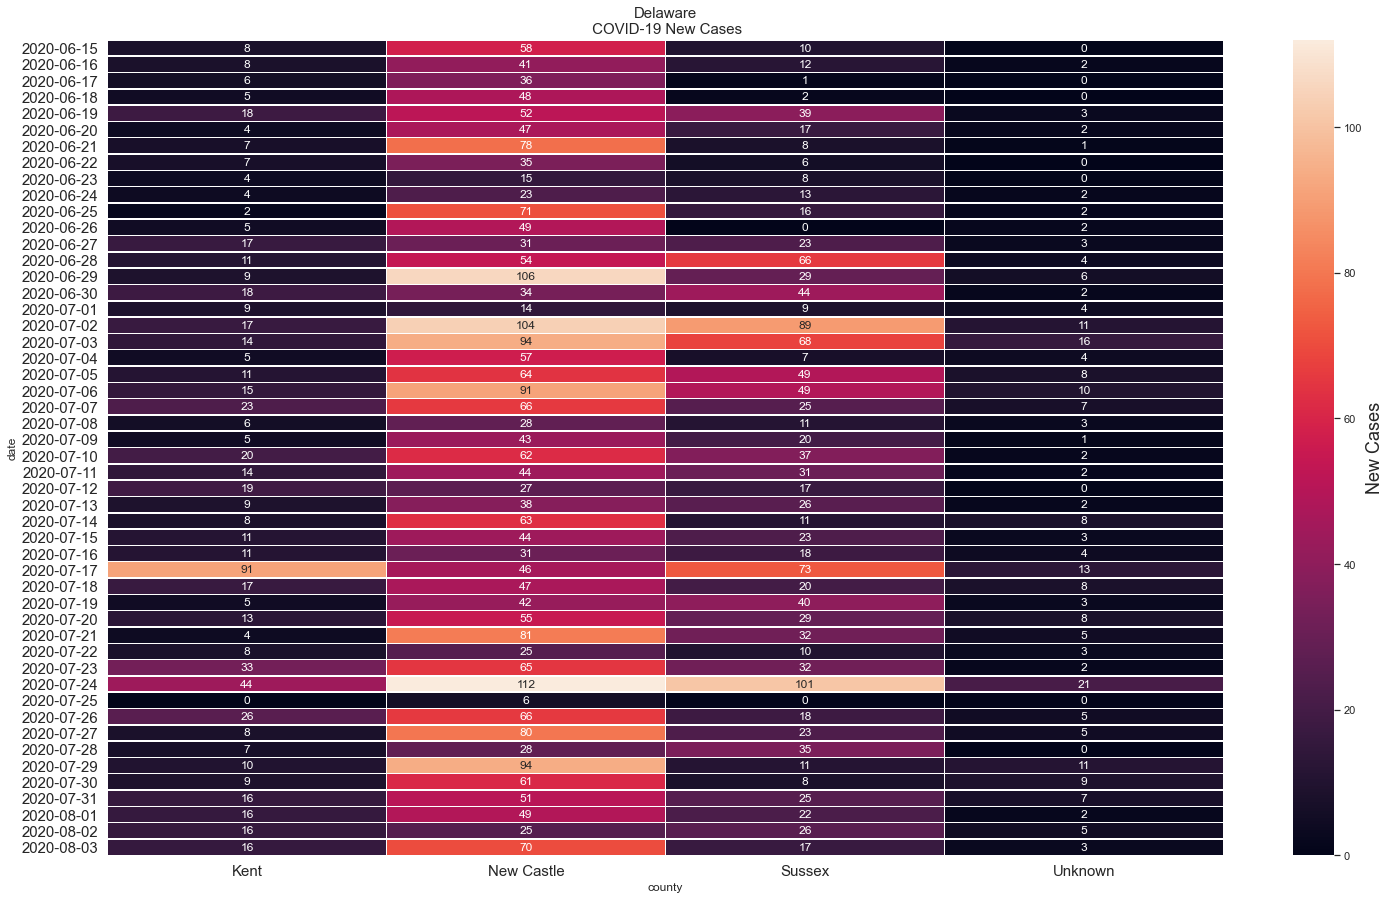 Delaware
COVID-19 New Cases
2020-06-15 8 58 10 0
2020-06-16 8 41 12 2
2020-06-17 6 36 1 0
2020-06-18 5 48 2 0
2020-06-19 18 52 39 3
2020-06-20 4 47 17 2
2020-06-21 7 78 8 1
2020-06-22 7 35 6 0
2020-06-23 4 15 8 0
2020-06-24 4 23 13 2
2020-06-25 2 71 16 2
2020-06-26 5 49 0 2
2020-06-27 17 31 23 3
2020-06-28 11 54 66 4
2020-06-29 9 106 29 6
2020-06-30 18 34 44 2
2020-07-01 9 14 9 4
2020-07-02 17 104 89 11
2020-07-03 14 94 68 16
2020-07-04 5 57 7 4
2020-07-05 11 64 49 8
2020-07-06 15 91 49 10
2020-07-07 23 66 25 7
2020-07-08 6 28 11 3
2020-07-09 5 43 20 1
2020-07-10 20 62 37 2
2020-07-11 14 44 31 2
2020-07-12 19 27 17 0
2020-07-13 9 38 26 2
2020-07-14 8 63 11 8
2020-07-15 11 44 23 3
2020-07-16 11 31 18 4
2020-07-17 91 46 73 13
2020-07-18 17 47 20 8
2020-07-19 5 42 40 3
2020-07-20 13 55 29 8
2020-07-21 4 81 32 5
2020-07-22 8 25 10 3
2020-07-23 33 65 32 2
2020-07-24 44 112 101 21
2020-07-25 0 6 0 0
2020-07-26 26 66 18 5
2020-07-27 8 80 23 5
2020-07-28 7 28 35 0
2020-07-29 10 94 11 11
2020-07-30 9 61 8 9
2020-07-31 16 51 25 7
2020-08-01 16 49 22 2
2020-08-02 16 25 26 5
2020-08-03 16 70 17 3
Kent New Castle Sussex Unknown
county
date
100
80
60
40
20
0
New Cases